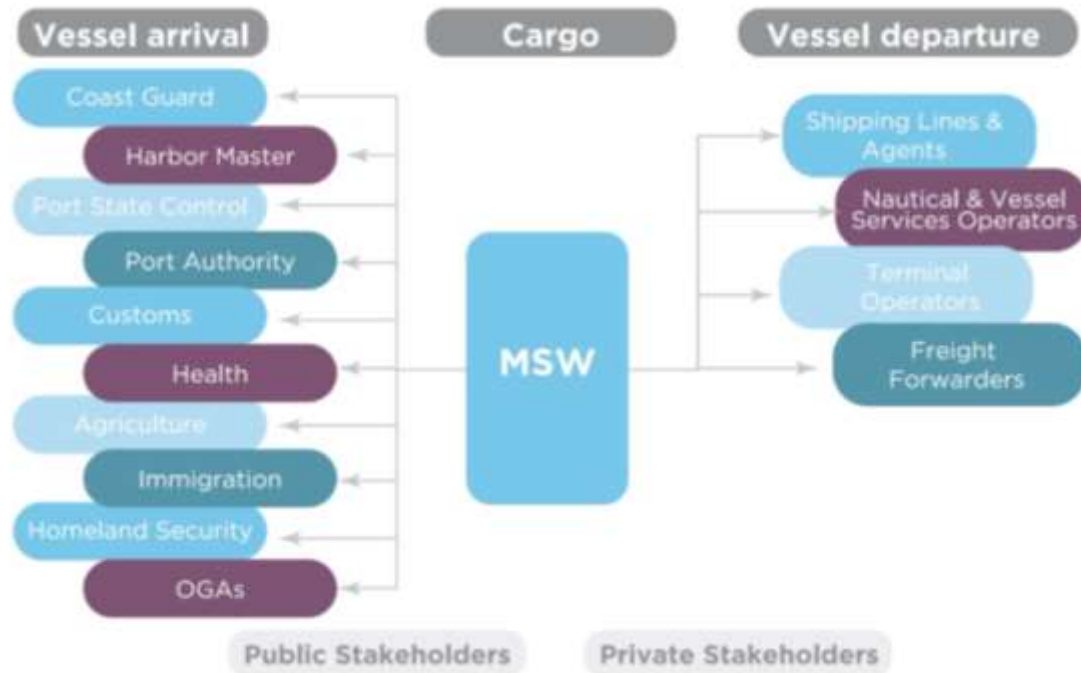 Vessel arrival
Cargo
Vessel departure
Coast Guard
Harbor Master
Port State Control
Port Authority
Customs
Health
Agriculture
Immigration
Homeland Security
OGAs
MSW
Shipping Lines &
Agents
Nautical & Vessel
Services Operators
Terminal
Operators
Freight
Forwarders
Public Stakeholders
Private Stakeholders